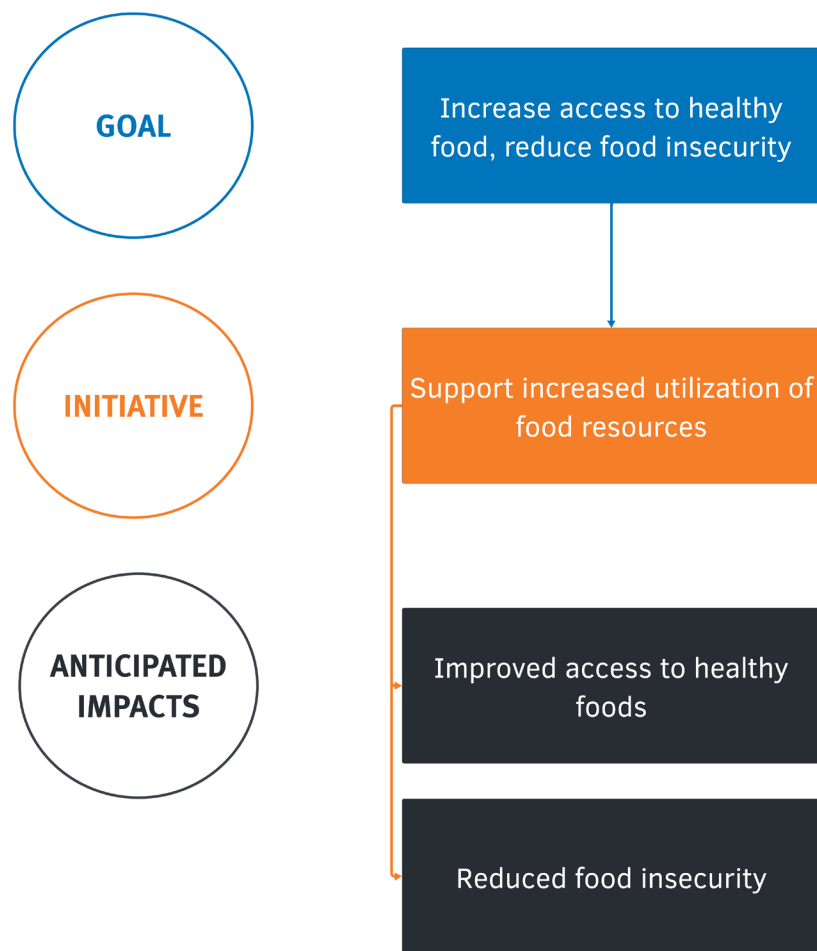 GOAL
Increase access to healthy
food, reduce food insecurity
INITIATIVE
Support increased utilization of
food resources
ANTICIPATED
IMPACTS
Improved access to healthy
foods
Reduced food insecurity